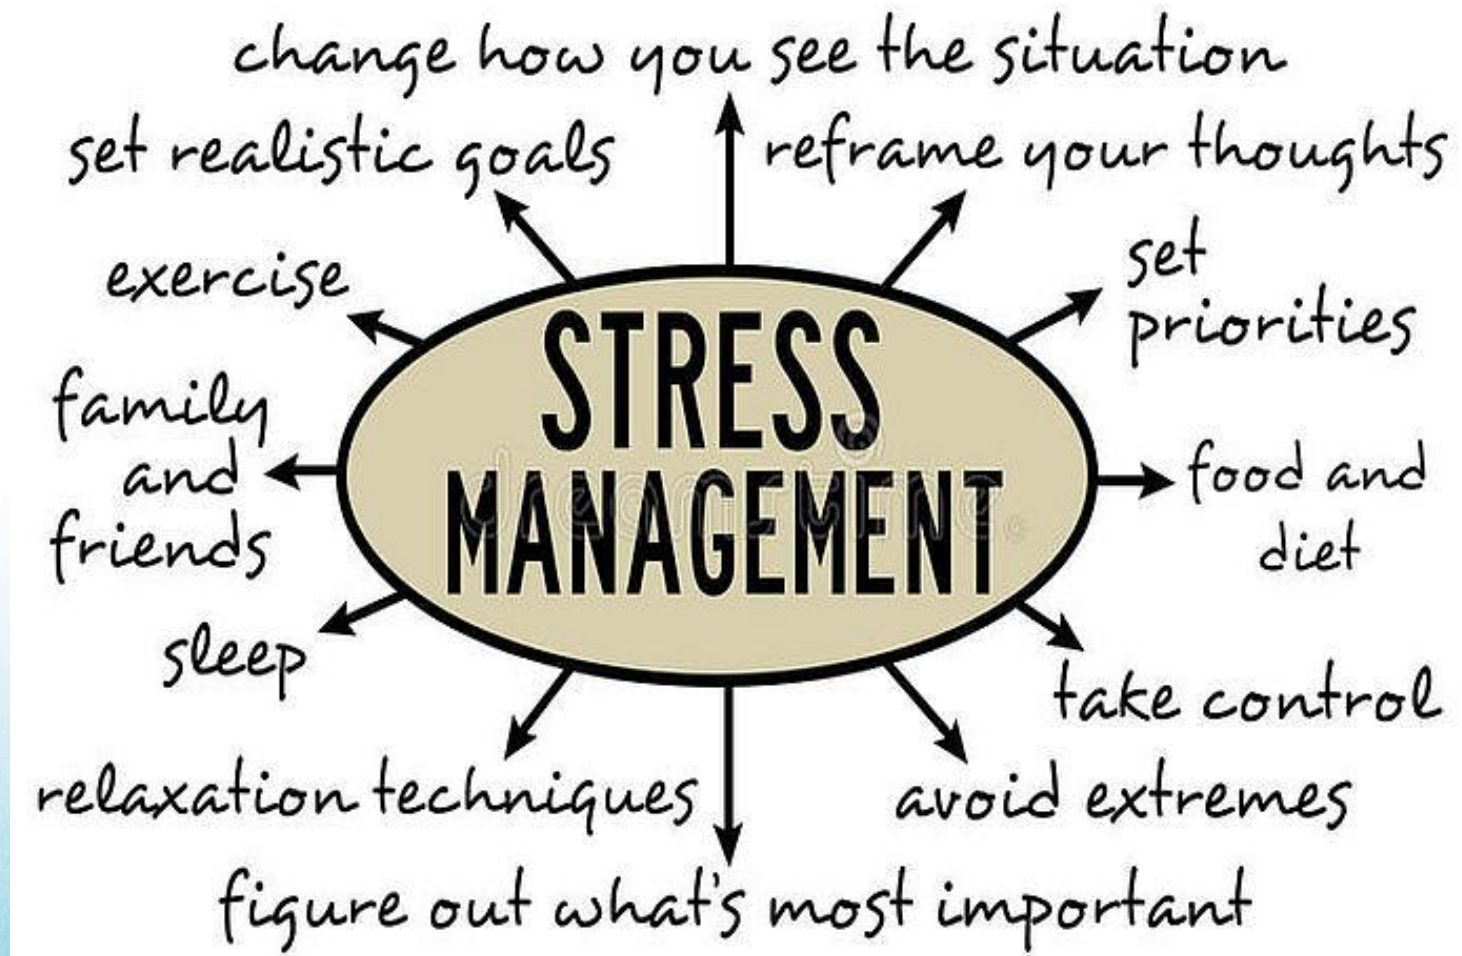 change how you see the situation
set realistic goals
reframe your thoughts
exercise
set
priorities
STRESS
MANAGEMENT
dreamstime
family
and
friends
food and
diet
sleep
take control
relaxation techniques
avoid extremes
figure out what's most important